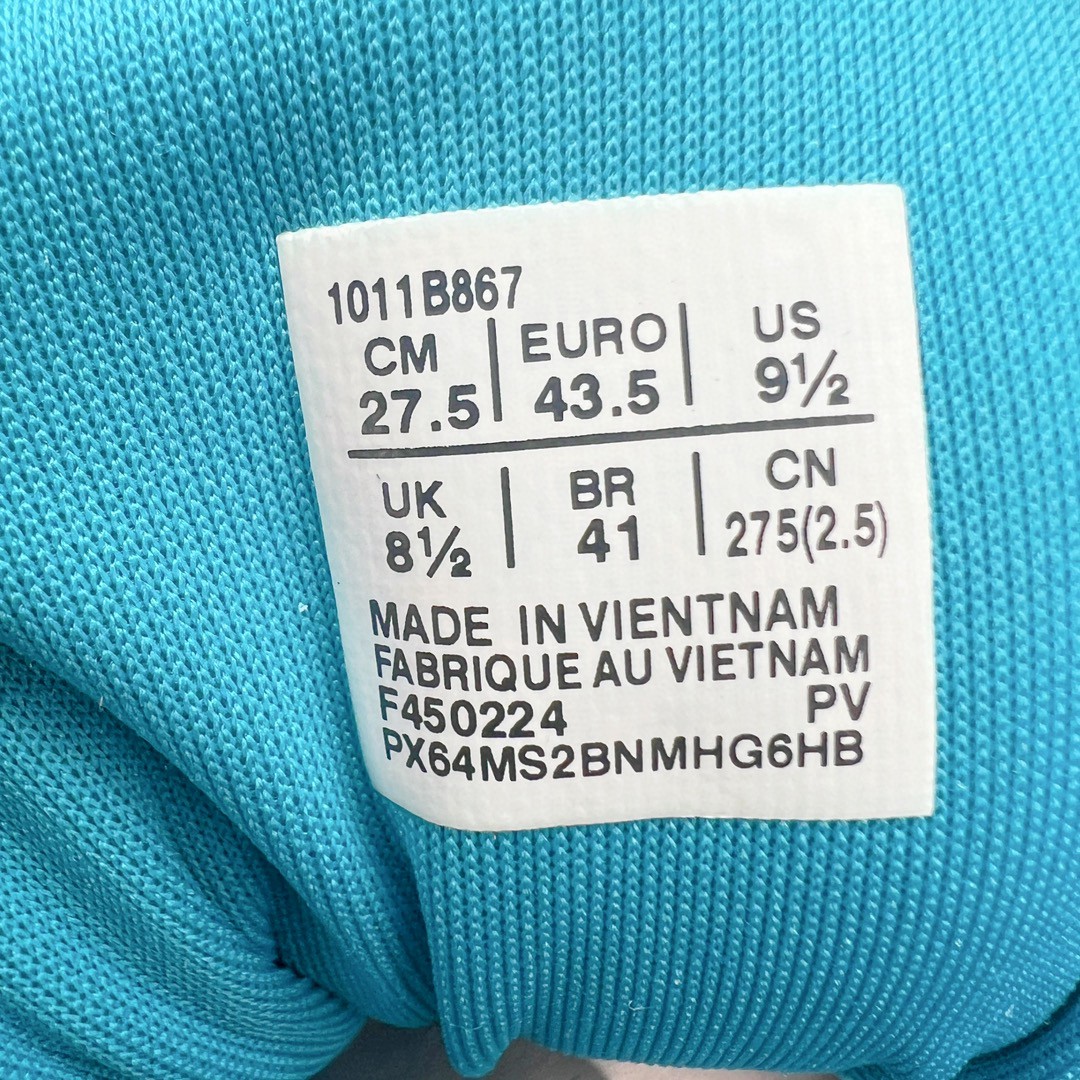 1011B867
CM EURO US
27.5 43.5 9½
UK BR CN
8½ 41 275(2.5)
MADE IN VIENTNAM
FABRIQUE AU VIETNAM
F450224 PV
PX64MS2BNMHG6HB